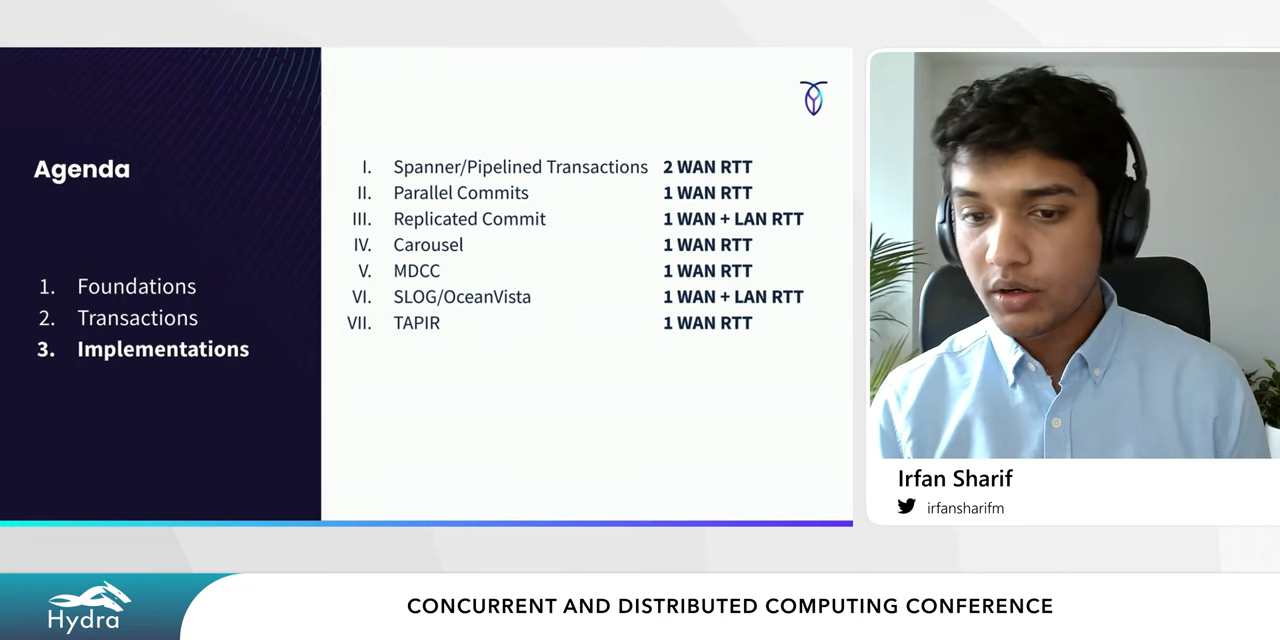 Agenda
1. Foundations
2. Transactions
3. Implementations
I. Spanner/Pipelined Transactions 2 WAN RTT
II. Parallel Commits 1 WAN RTT
III. Replicated Commit 1 WAN + LAN RTT
IV. Carousel 1 WAN RTT
V. MDCC 1 WAN RTT
VI. SLOG/OceanVista 1 WAN + LAN RTT
VII. TAPIR 1 WAN RTT
Irfan Sharif
irfansharifm
Hydra
CONCURRENT AND DISTRIBUTED COMPUTING CONFERENCE